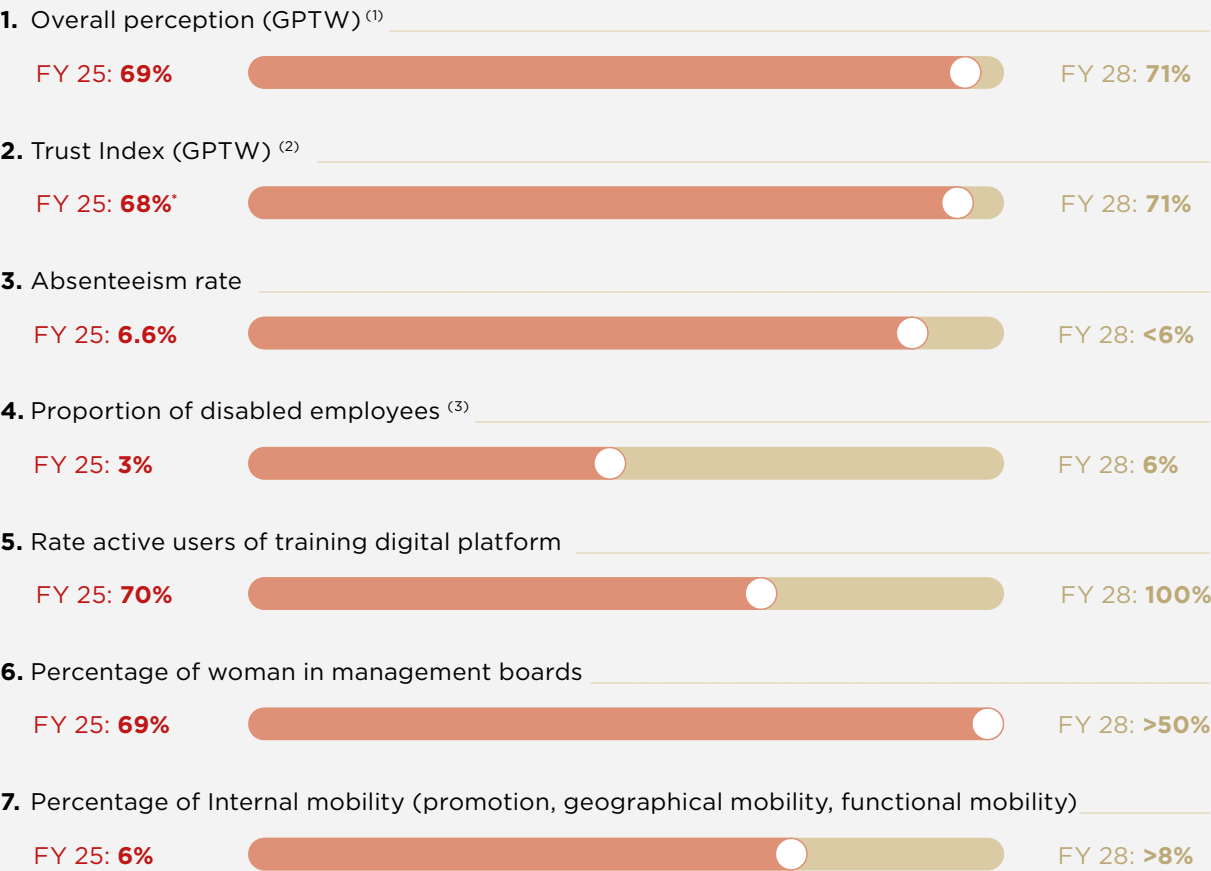 1. Overall perception (GPTW) (1)
FY 25: 69% FY 28: 71%
2. Trust Index (GPTW) (2)
FY 25: 68%* FY 28: 71%
3. Absenteeism rate
FY 25: 6.6% FY 28: <6%
4. Proportion of disabled employees (3)
FY 25: 3% FY 28: 6%
5. Rate active users of training digital platform
FY 25: 70% FY 28: 100%
6. Percentage of woman in management boards
FY 25: 69% FY 28: >50%
7. Percentage of Internal mobility (promotion, geographical mobility, functional mobility)
FY 25: 6% FY 28: >8%